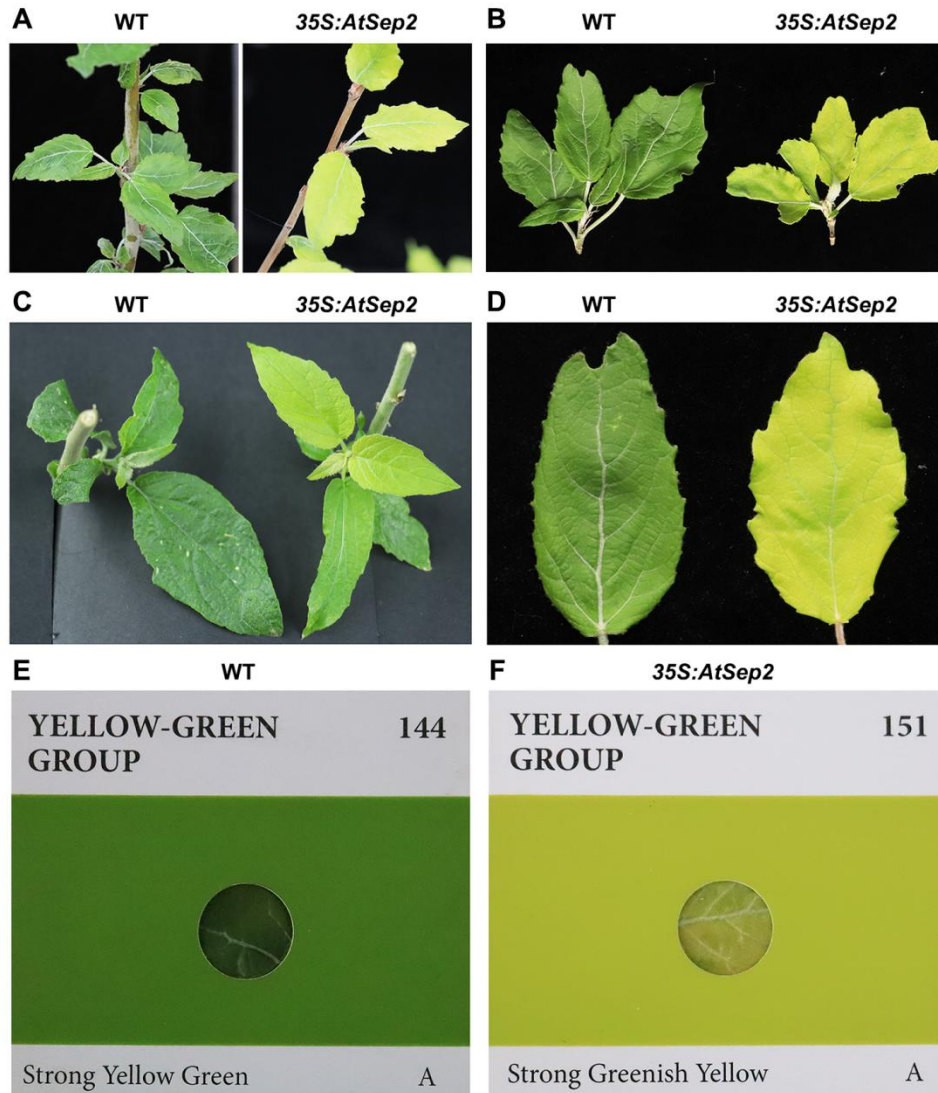 A WT 35S:AtSep2
B WT 35S:AtSep2
C WT 35S:AtSep2
D WT 35S:AtSep2
E WT
YELLOW-GREEN 144
GROUP
Strong Yellow Green A
F 35S:AtSep2
YELLOW-GREEN 151
GROUP
Strong Greenish Yellow A